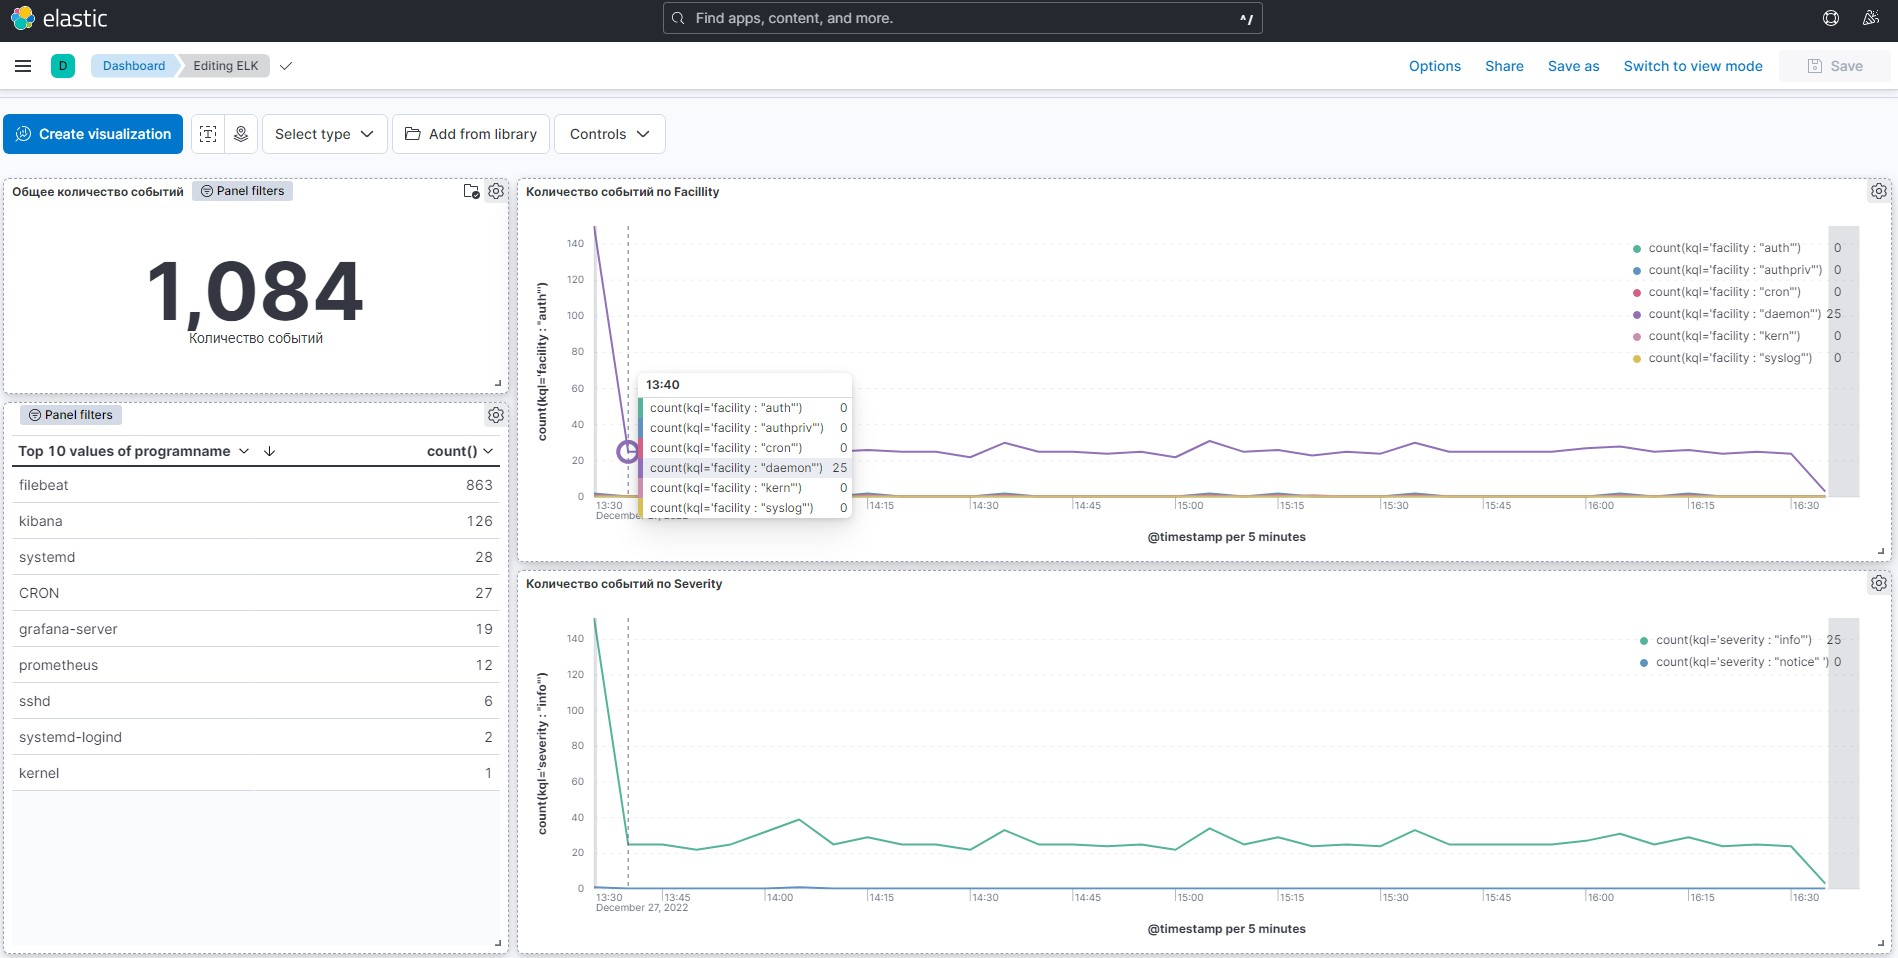 elastic
Find apps, content, and more.
^/
D
Dashboard
Editing ELK
Options
Share
Save as
Switch to view mode
Save
Create visualization
Select type
Add from library
Controls
Общее количество событий
Panel filters
1,084
Количество событий
Panel filters
Top 10 values of programname
count()
filebeat 863
kibana 126
systemd 28
CRON 27
grafana-server 19
prometheus 12
sshd 6
systemd-logind 2
kernel 1
Количество событий по Facillity
count(kql='facility : "auth"')
140
120
100
80
60
40
20
0
count(kql='facility : "auth"') 0
count(kql='facility : "authpriv"') 0
count(kql='facility : "cron"') 0
count(kql='facility : "daemon"') 25
count(kql='facility : "kern"') 0
count(kql='facility : "syslog"') 0
13:40
count(kql='facility : "auth"') 0
count(kql='facility : "authpriv"') 0
count(kql='facility : "cron"') 0
count(kql='facility : "daemon"') 25
count(kql='facility : "kern"') 0
count(kql='facility : "syslog"') 0
13:30 14:15 14:30 14:45 15:00 15:15 15:30 15:45 16:00 16:15 16:30
@timestamp per 5 minutes
Количество событий по Severity
count(kql='severity : "info"')
140
120
100
80
60
40
20
0
count(kql='severity : "info"') 25
count(kql='severity : "notice" ') 0
13:30 13:45 14:00 14:15 14:30 14:45 15:00 15:15 15:30 15:45 16:00 16:15 16:30
December 27, 2022
@timestamp per 5 minutes